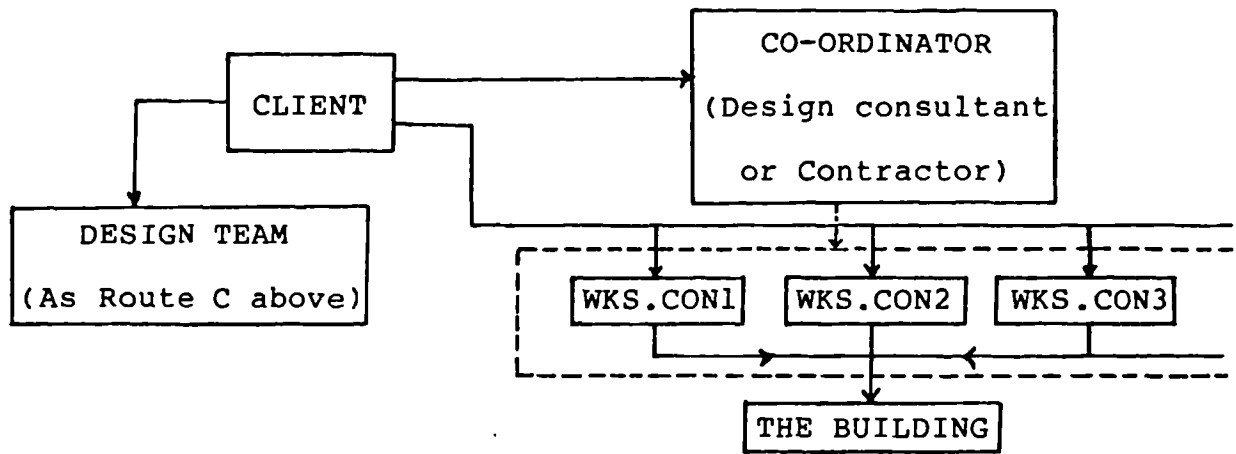 CO-ORDINATOR
(Design consultant
or Contractor)
CLIENT
DESIGN TEAM
(As Route C above)
WKS.CON1
WKS.CON2
WKS.CON3
THE BUILDING